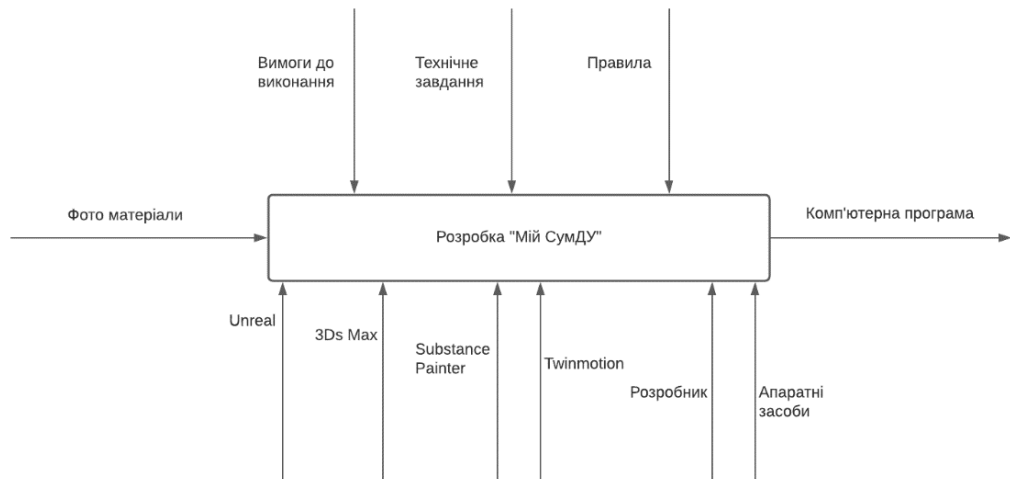 Вимоги до
виконання
Технічне
завдання
Правила
Фото матеріали
Розробка "Мій СумДУ"
Комп'ютерна програма
Unreal
3Ds Max
Substance
Painter
Twinmotion
Розробник
Апаратні
засоби